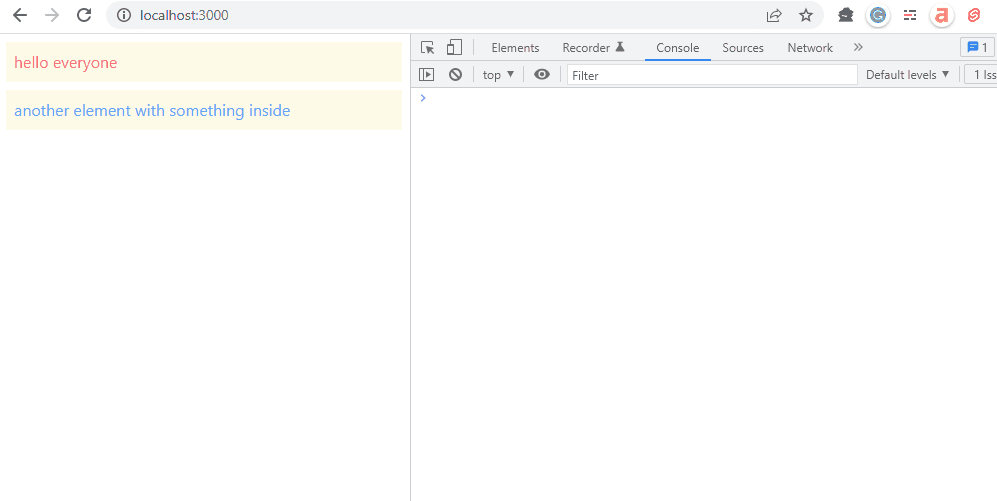 localhost:3000
hello everyone
another element with something inside
Elements Recorder Console Sources Network » 1
top ▼ Filter Default levels ▼ 1 Iss
>